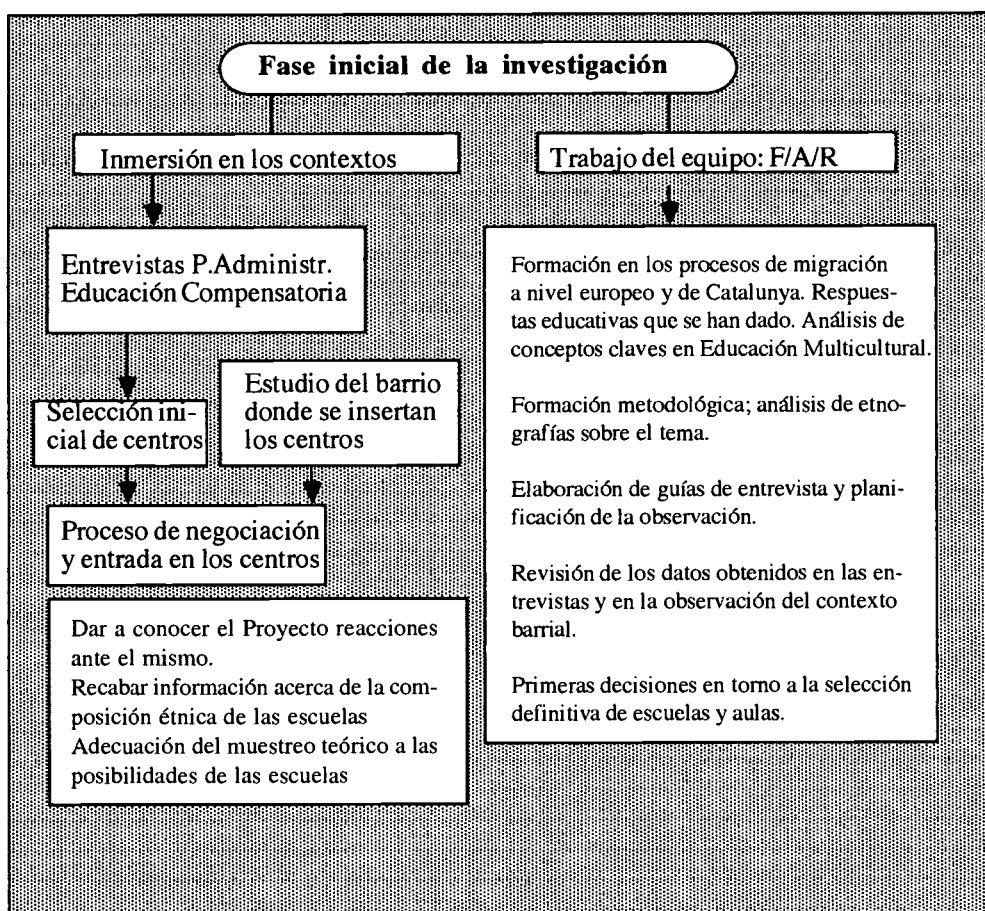 Fase inicial de la investigación
Inmersión en los contextos
Entrevistas P.Administr.
Educación Compensatoria
Selección ini-
cial de centros
Estudio del barrio
donde se insertan
los centros
Proceso de negociación
y entrada en los centros
Dar a conocer el Proyecto reacciones
ante el mismo.
Recabar información acerca de la com-
posición étnica de las escuelas
Adecuación del muestreo teórico a las
posibilidades de las escuelas
Trabajo del equipo: F/A/R
Formación en los procesos de migración
a nivel europeo y de Catalunya. Respues-
tas educativas que se han dado. Análisis de
conceptos claves en Educación Multicultural.
Formación metodológica; análisis de etno-
grafías sobre el tema.
Elaboración de guías de entrevista y plani-
ficación de la observación.
Revisión de los datos obtenidos en las en-
trevistas y en la observación del contexto
barrial.
Primeras decisiones en torno a la selección
definitiva de escuelas y aulas.